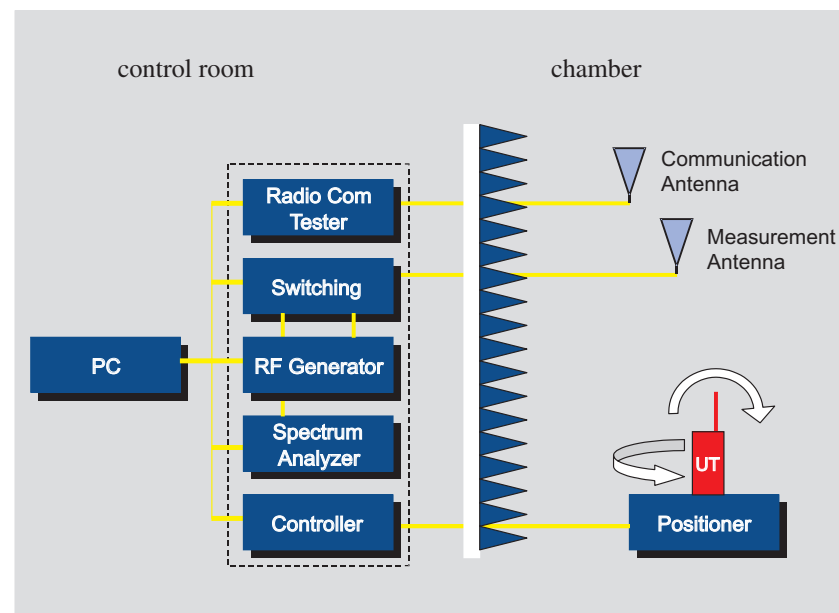 control room
chamber
Radio Com
Tester
Communication
Antenna
Measurement
Antenna
Switching
PC
RF Generator
Spectrum
Analyzer
UT
Controller
Positioner